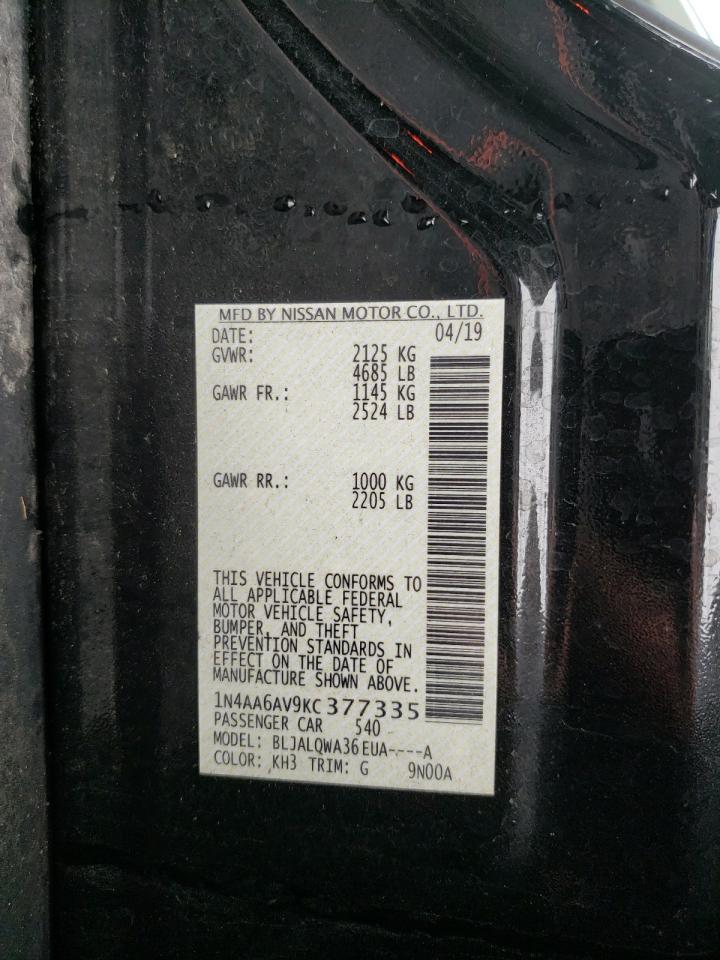 MFD BY NISSAN MOTOR CO., LTD.
DATE: 04/19
GVWR: 2125 KG
4685 LB
GAWR FR.: 1145 KG
2524 LB
GAWR RR.: 1000 KG
2205 LB
THIS VEHICLE CONFORMS TO
ALL APPLICABLE FEDERAL
MOTOR VEHICLE SAFETY,
BUMPER, AND THEFT
PREVENTION STANDARDS IN
EFFECT ON THE DATE OF
MANUFACTURE SHOWN ABOVE.
1N4AA6AV9KC377335
PASSENGER CAR 540
MODEL: BLJALQWA36EUA----A
COLOR: KH3 TRIM: G 9N00A